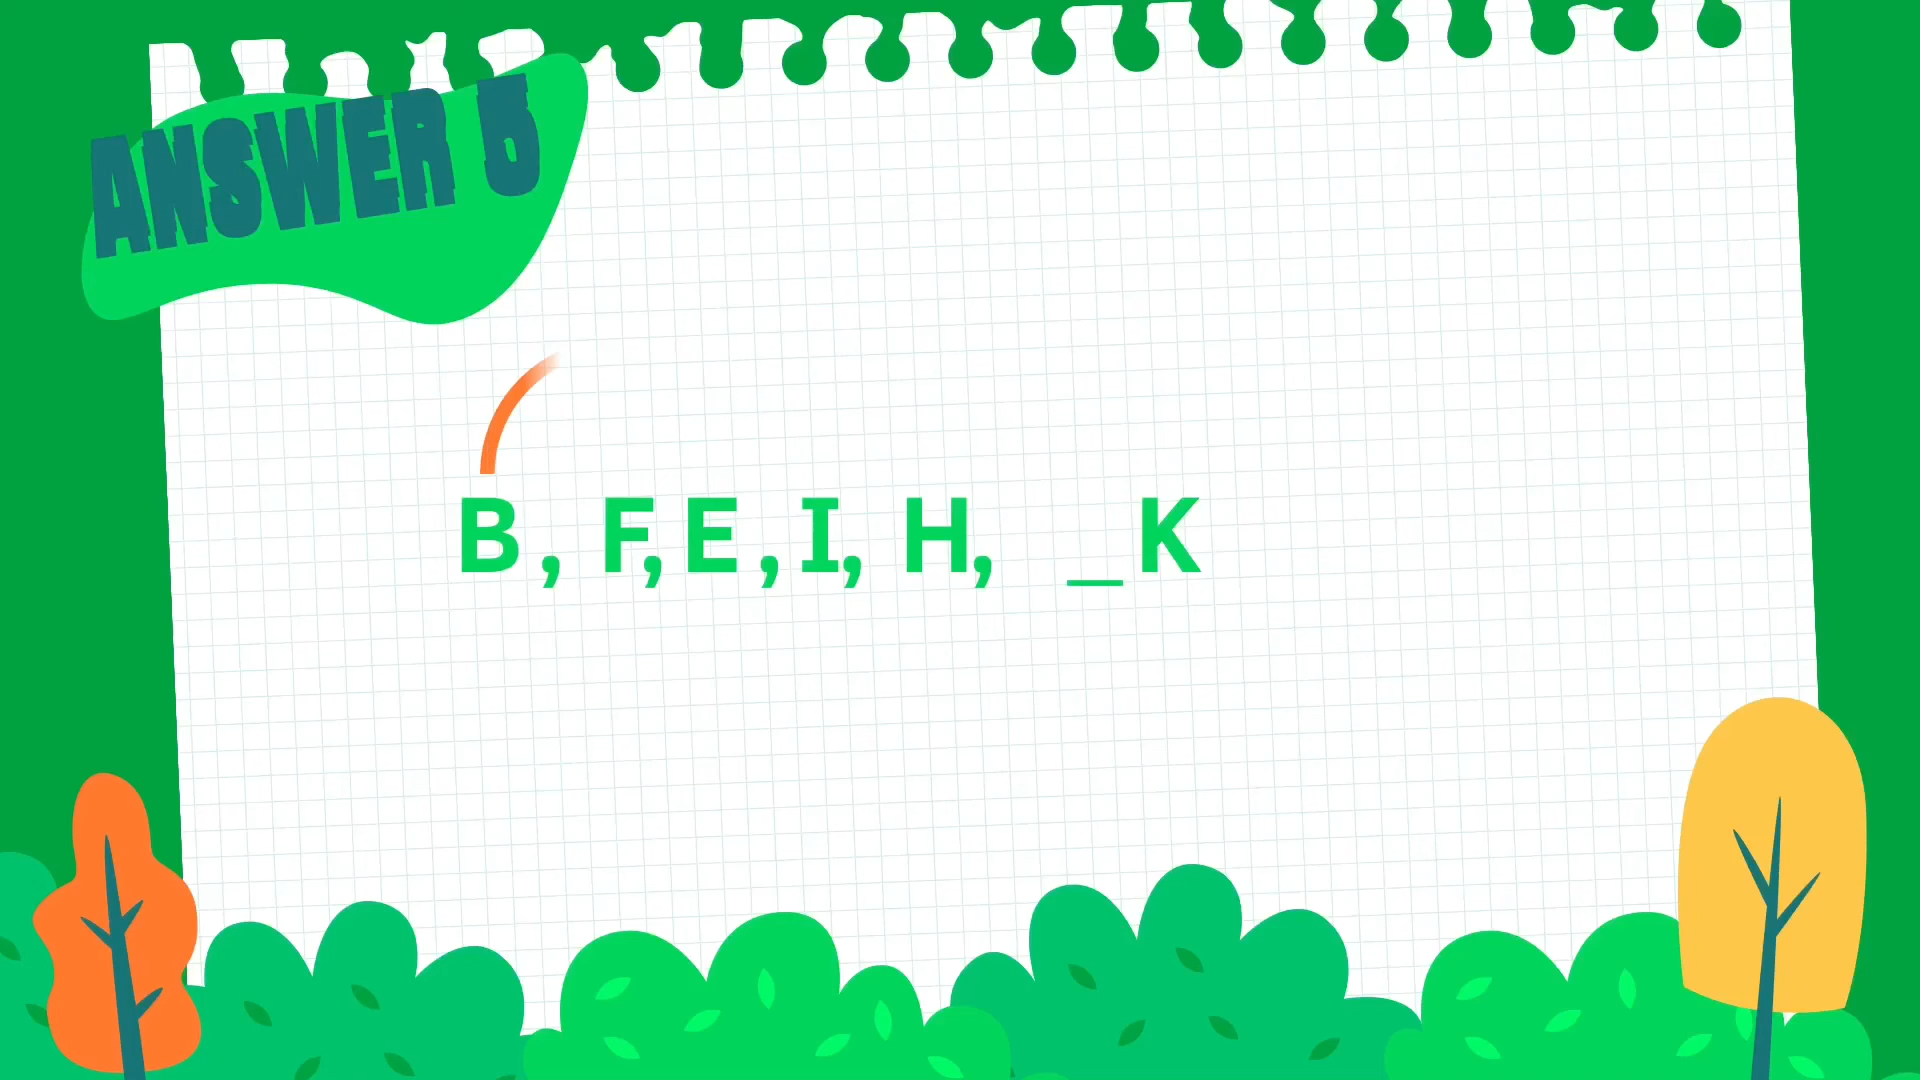 ANSWER 5
B, F, E, I, H, _ K